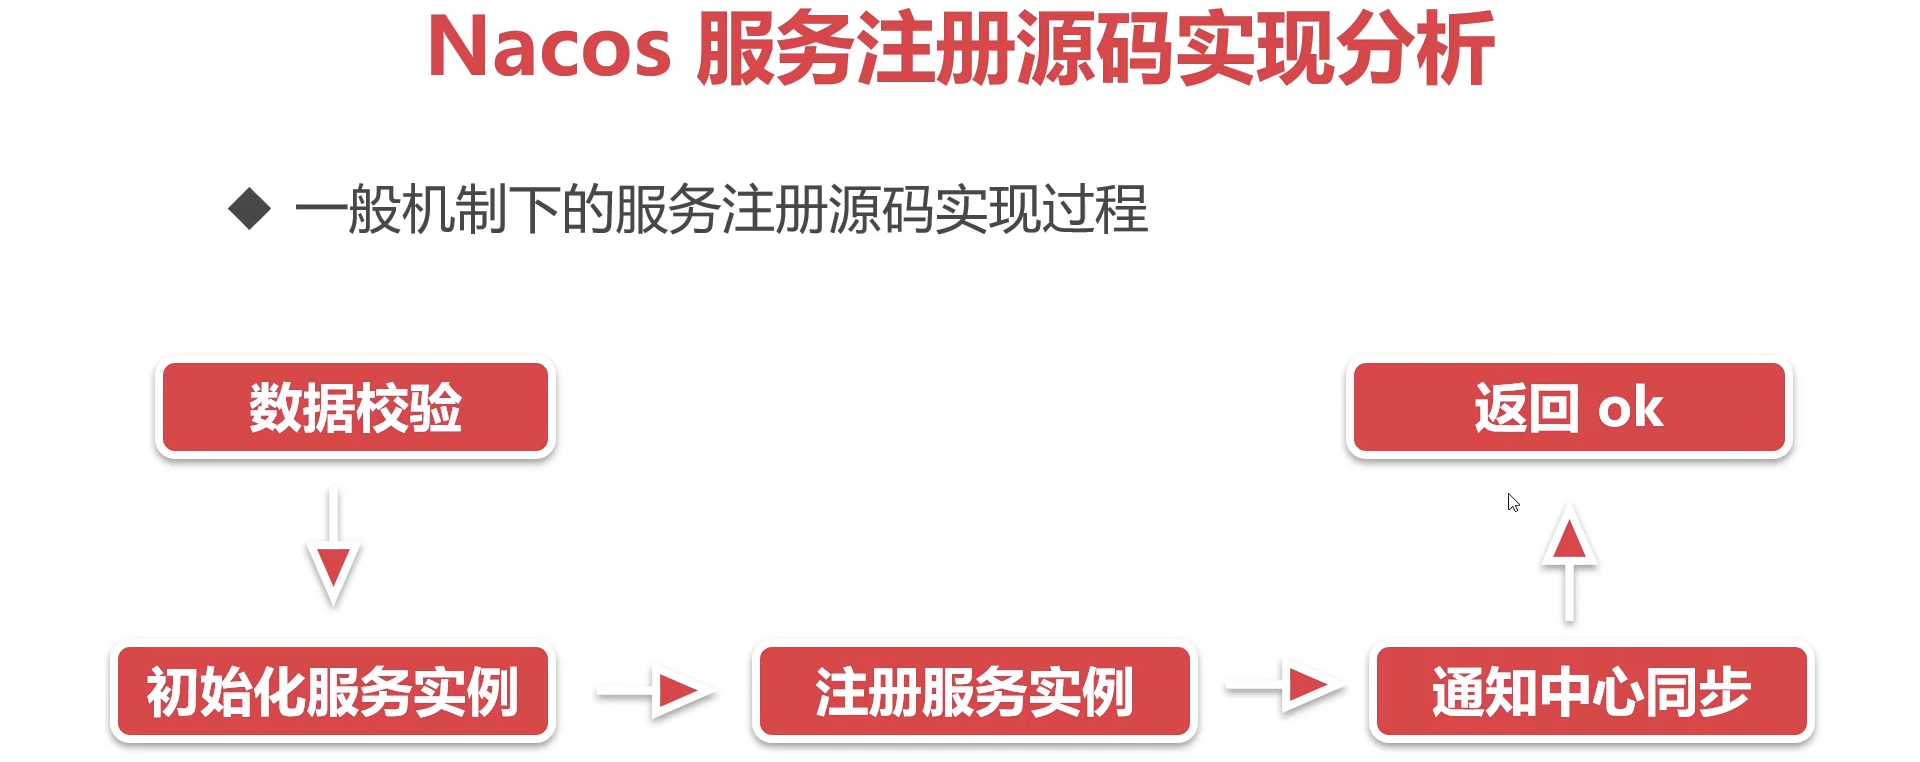 Nacos 服务注册源码实现分析
◆ 一般机制下的服务注册源码实现过程
数据校验
初始化服务实例
注册服务实例
通知中心同步
返回 ok